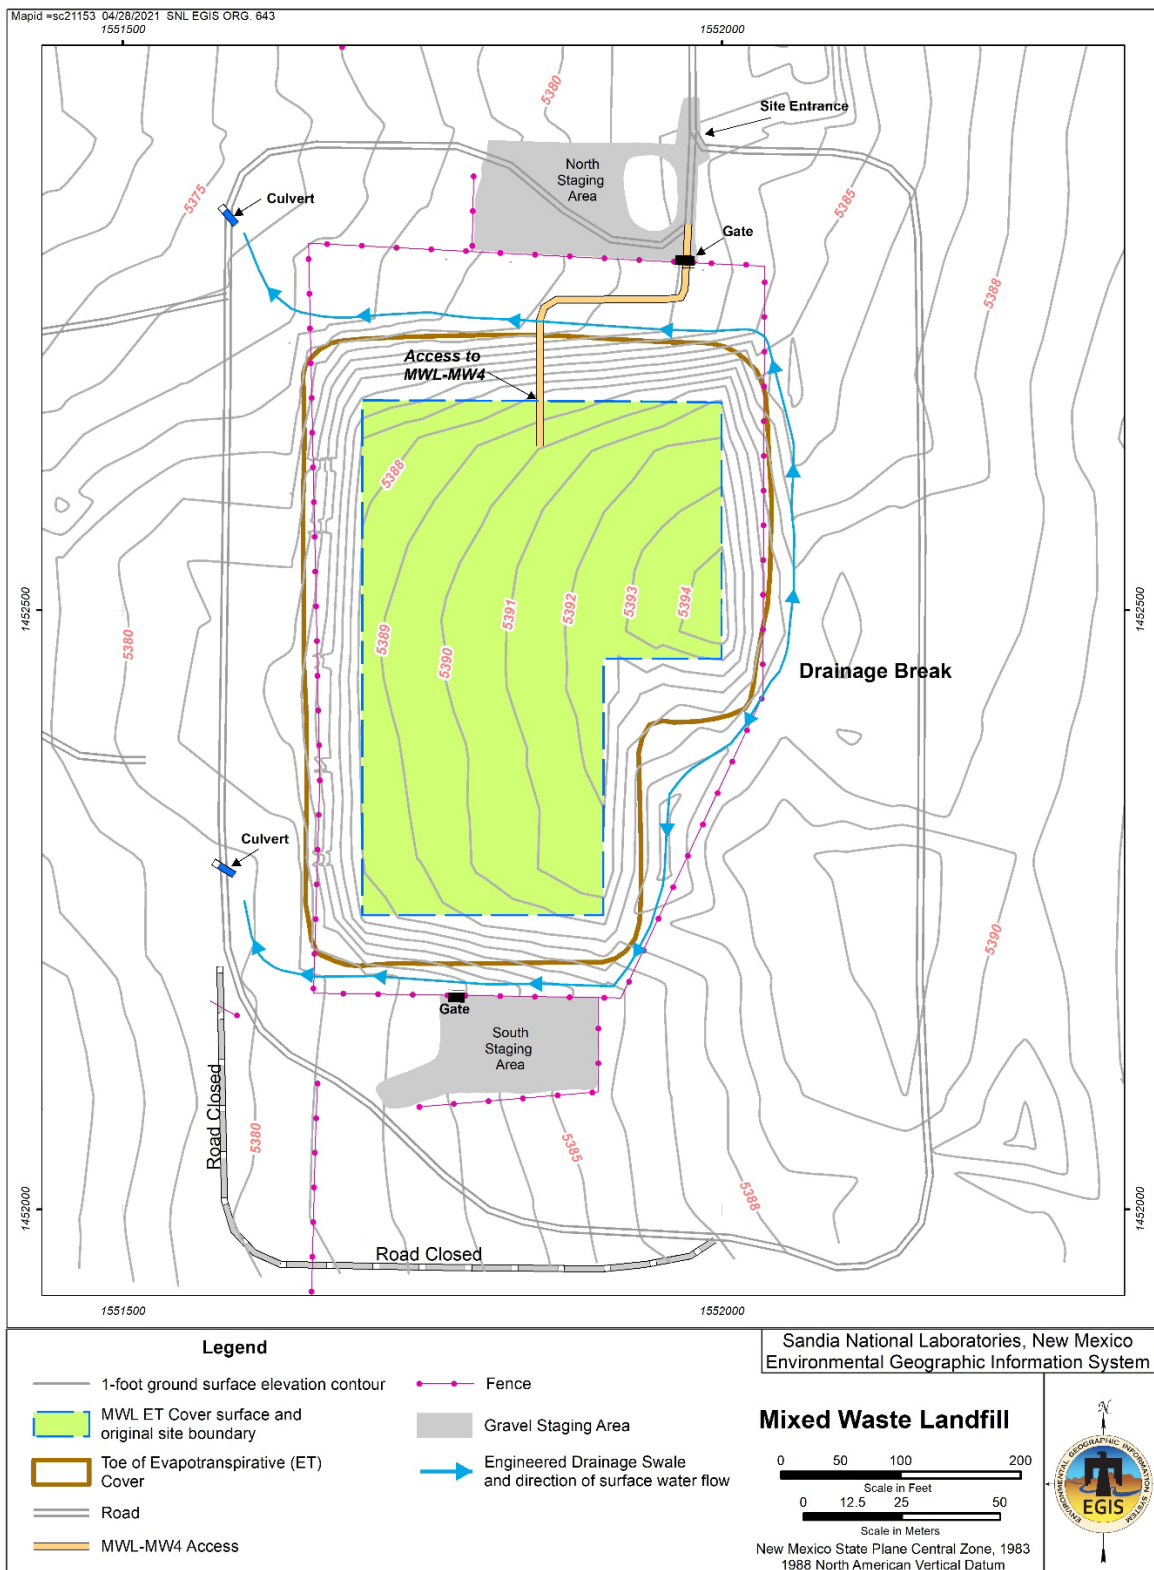 Mapid =sc21153 04/28/2021 SNL EGIS ORG. 643
1551500
1552000
5380
Site Entrance
North
Staging
Area
5375
Culvert
5385
Gate
5388
Access to
MWL-MW4
5388
1452500
1452500
5380
5389
5390
5391
5392
5393
5394
Drainage Break
Culvert
5390
Gate
South
Staging
Area
Road Closed
5380
5385
5388
1452000
1452000
Road Closed
1551500
1552000
Legend
1-foot ground surface elevation contour
MWL ET Cover surface and
original site boundary
Toe of Evapotranspirative (ET)
Cover
Road
MWL-MW4 Access
Fence
Gravel Staging Area
Engineered Drainage Swale
and direction of surface water flow
Sandia National Laboratories, New Mexico
Environmental Geographic Information System
Mixed Waste Landfill
0 50 100 200
Scale in Feet
0 12.5 25 50
Scale in Meters
New Mexico State Plane Central Zone, 1983
1988 North American Vertical Datum
N
ENVIRONMENTAL GEOGRAPHIC INFORMATION SYSTEM
EGIS